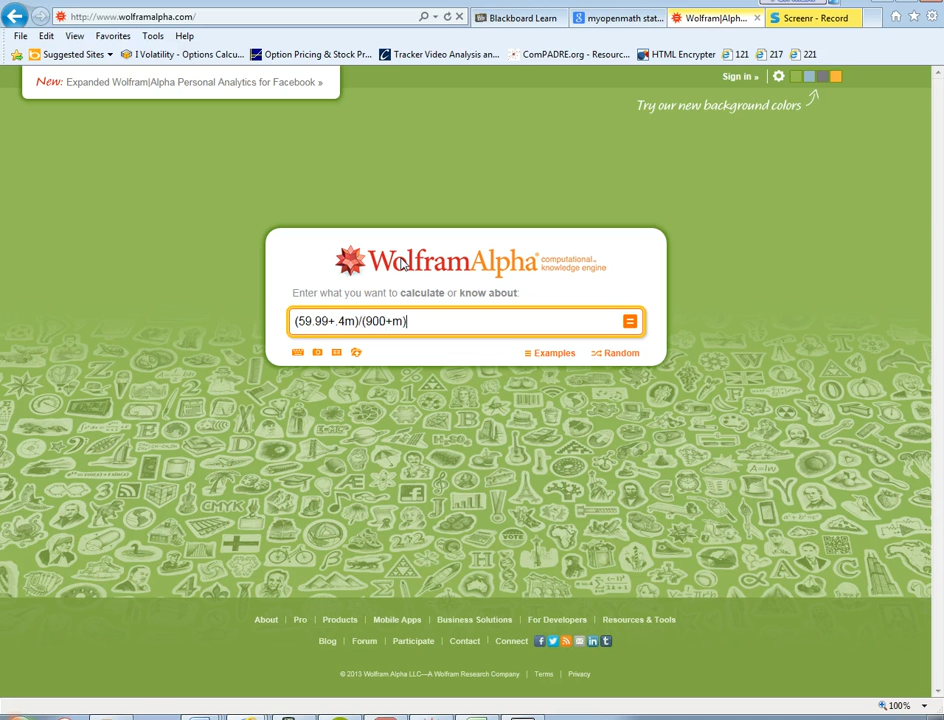 http://www.wolframalpha.com/
Blackboard Learn
myopenmath stat...
Wolfram|Alph...
Screenr - Record
File Edit View Favorites Tools Help
Suggested Sites
I Volatility - Options Calcu...
Option Pricing & Stock Pr...
Tracker Video Analysis an...
ComPADRE.org - Resourc...
HTML Encrypter
121
217
221
New: Expanded Wolfram|Alpha Personal Analytics for Facebook »
Sign in »
Try our new background colors
WolframAlpha computational™
knowledge engine
Enter what you want to calculate or know about:
(59.99+.4m)/(900+m)
=
Examples Random
About | Pro | Products | Mobile Apps | Business Solutions | For Developers | Resources & Tools
Blog | Forum | Participate | Contact | Connect
© 2013 Wolfram Alpha LLC—A Wolfram Research Company | Terms | Privacy
100%